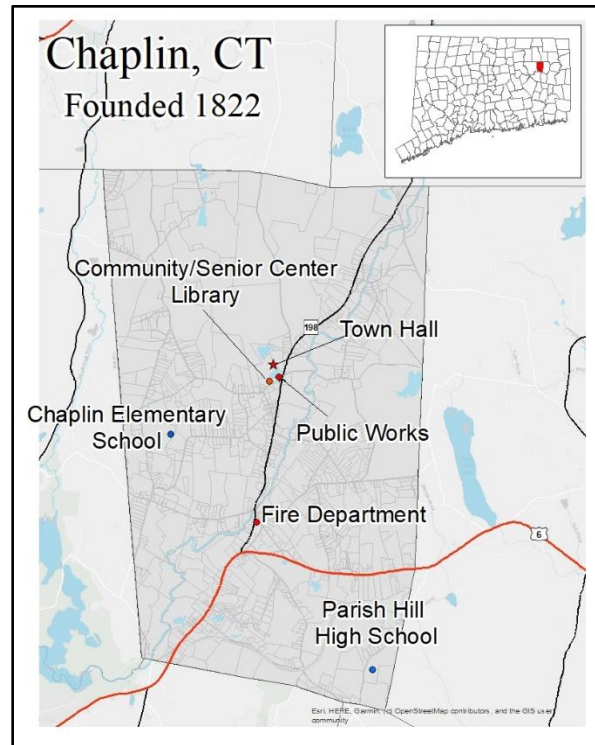 Chaplin, CT
Founded 1822
Community/Senior Center
Library
198
Town Hall
Chaplin Elementary
School
Public Works
Fire Department
6
Parish Hill
High School
Esri, HERE, Garmin, (c) OpenStreetMap contributors, and the GIS user
community